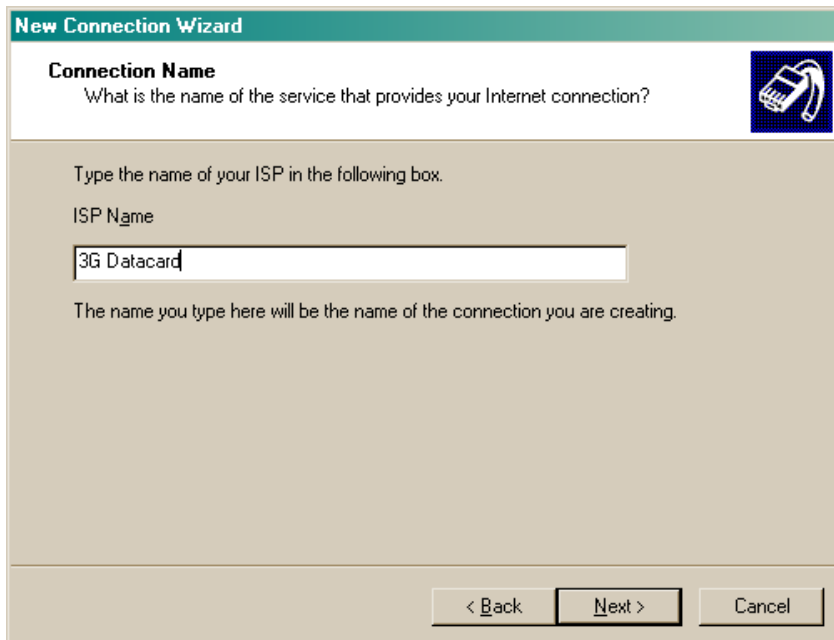 New Connection Wizard
Connection Name
What is the name of the service that provides your Internet connection?
Type the name of your ISP in the following box.
ISP Name
3G Datacard
The name you type here will be the name of the connection you are creating.
< Back Next > Cancel